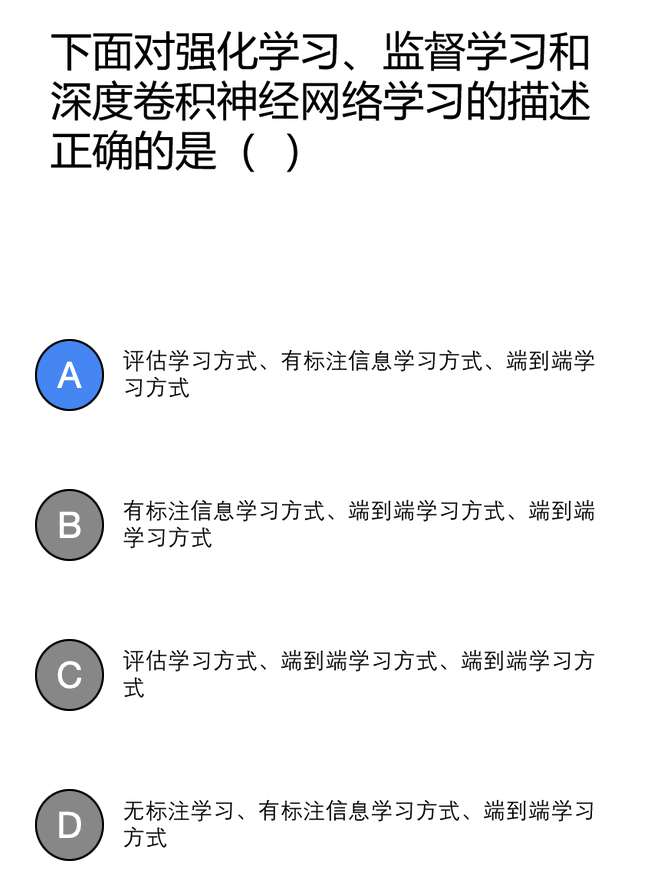 下面对强化学习、监督学习和
深度卷积神经网络学习的描述
正确的是（ ）
A
评估学习方式、有标注信息学习方式、端到端学
习方式
B
有标注信息学习方式、端到端学习方式、端到端
学习方式
C
评估学习方式、端到端学习方式、端到端学习方
式
D
无标注学习、有标注信息学习方式、端到端学习
方式